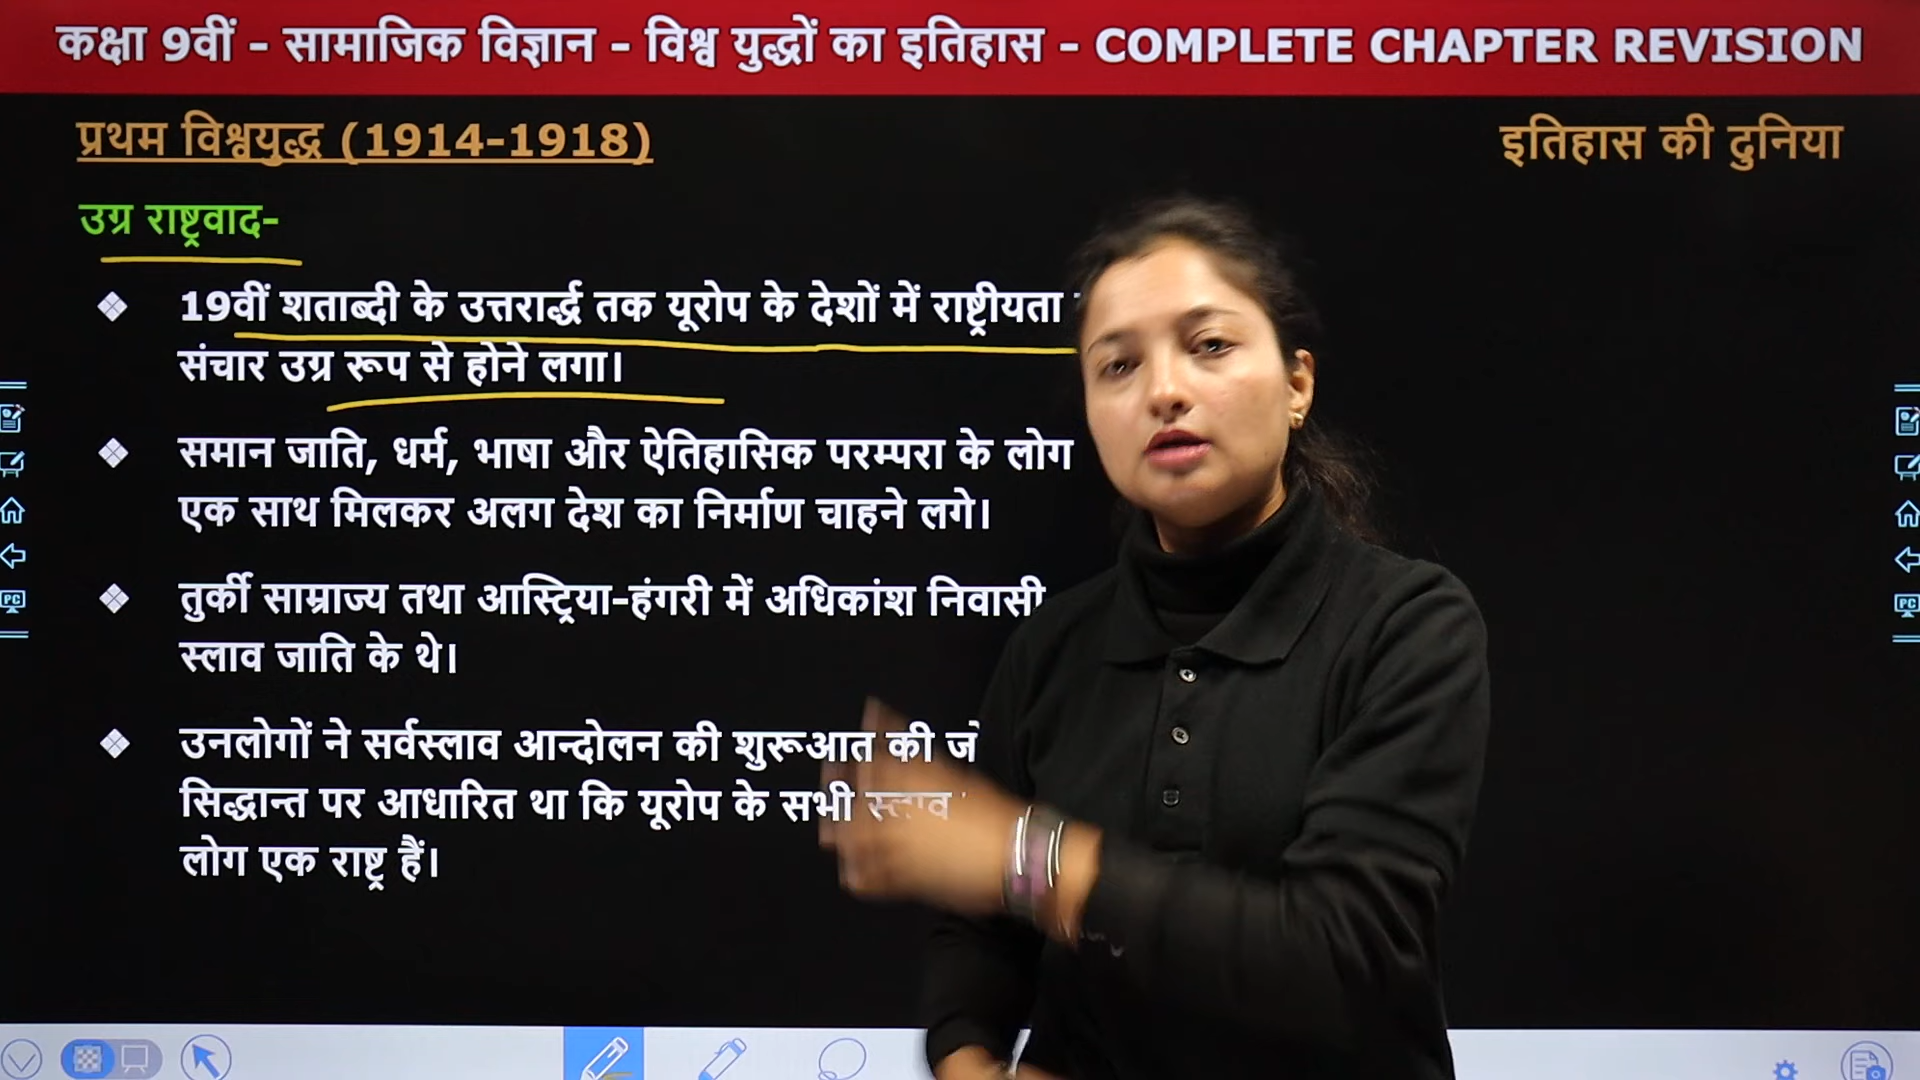 कक्षा 9वीं - सामाजिक विज्ञान - विश्व युद्धों का इतिहास - COMPLETE CHAPTER REVISION
प्रथम विश्वयुद्ध (1914-1918)
इतिहास की दुनिया
उग्र राष्ट्रवाद-
❖ 19वीं शताब्दी के उत्तरार्द्ध तक यूरोप के देशों में राष्ट्रीयता
संचार उग्र रूप से होने लगा।
❖ समान जाति, धर्म, भाषा और ऐतिहासिक परम्परा के लोग
एक साथ मिलकर अलग देश का निर्माण चाहने लगे।
❖ तुर्की साम्राज्य तथा आस्ट्रिया-हंगरी में अधिकांश निवासी
स्लाव जाति के थे।
❖ उनलोगों ने सर्वस्लाव आन्दोलन की शुरूआत की
सिद्धान्त पर आधारित था कि यूरोप के सभी स्लाव
लोग एक राष्ट्र हैं।
PC
PC